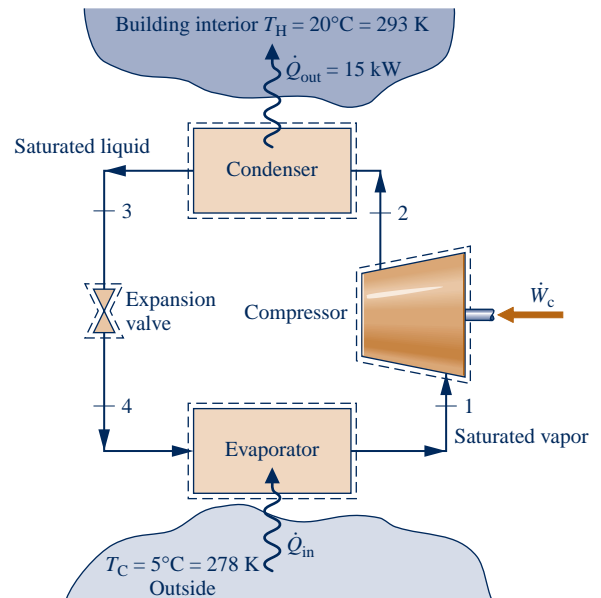 Building interior T_H = 20°C = 293 K
Q̇_out = 15 kW
Saturated liquid
Condenser
3
2
Expansion
valve
Compressor
Ẇ_c
4
1
Evaporator
Saturated vapor
Q̇_in
T_C = 5°C = 278 K
Outside